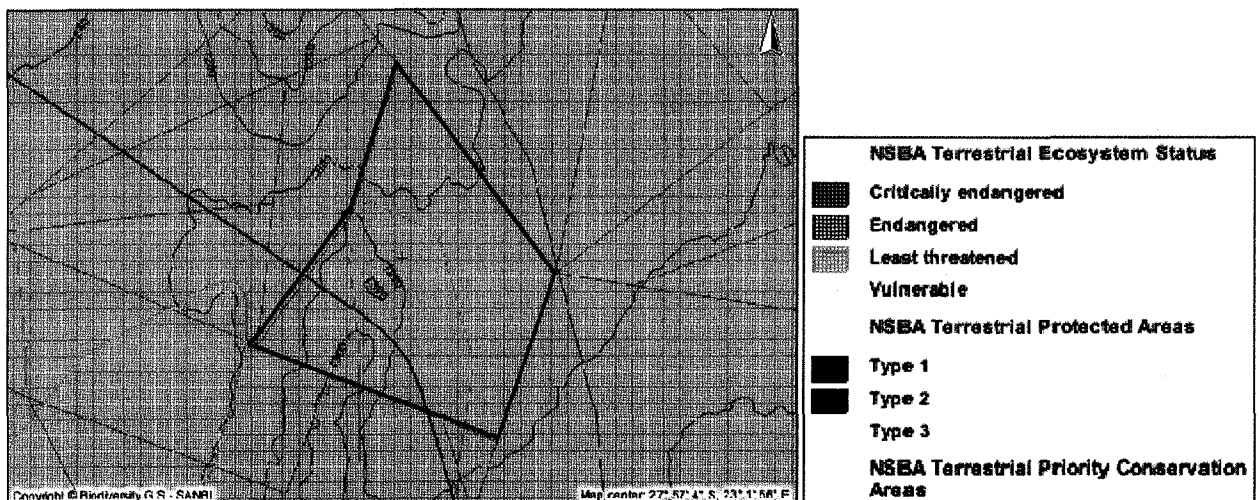 NSBA Terrestrial Ecosystem Status
Critically endangered
Endangered
Least threatened
Vulnerable
NSBA Terrestrial Protected Areas
Type 1
Type 2
Type 3
NSBA Terrestrial Priority Conservation
Areas
Copyright © Biodiversity G.I.S - SANBI
Map center: 27° 57' 4" S, 23° 1' 56" E